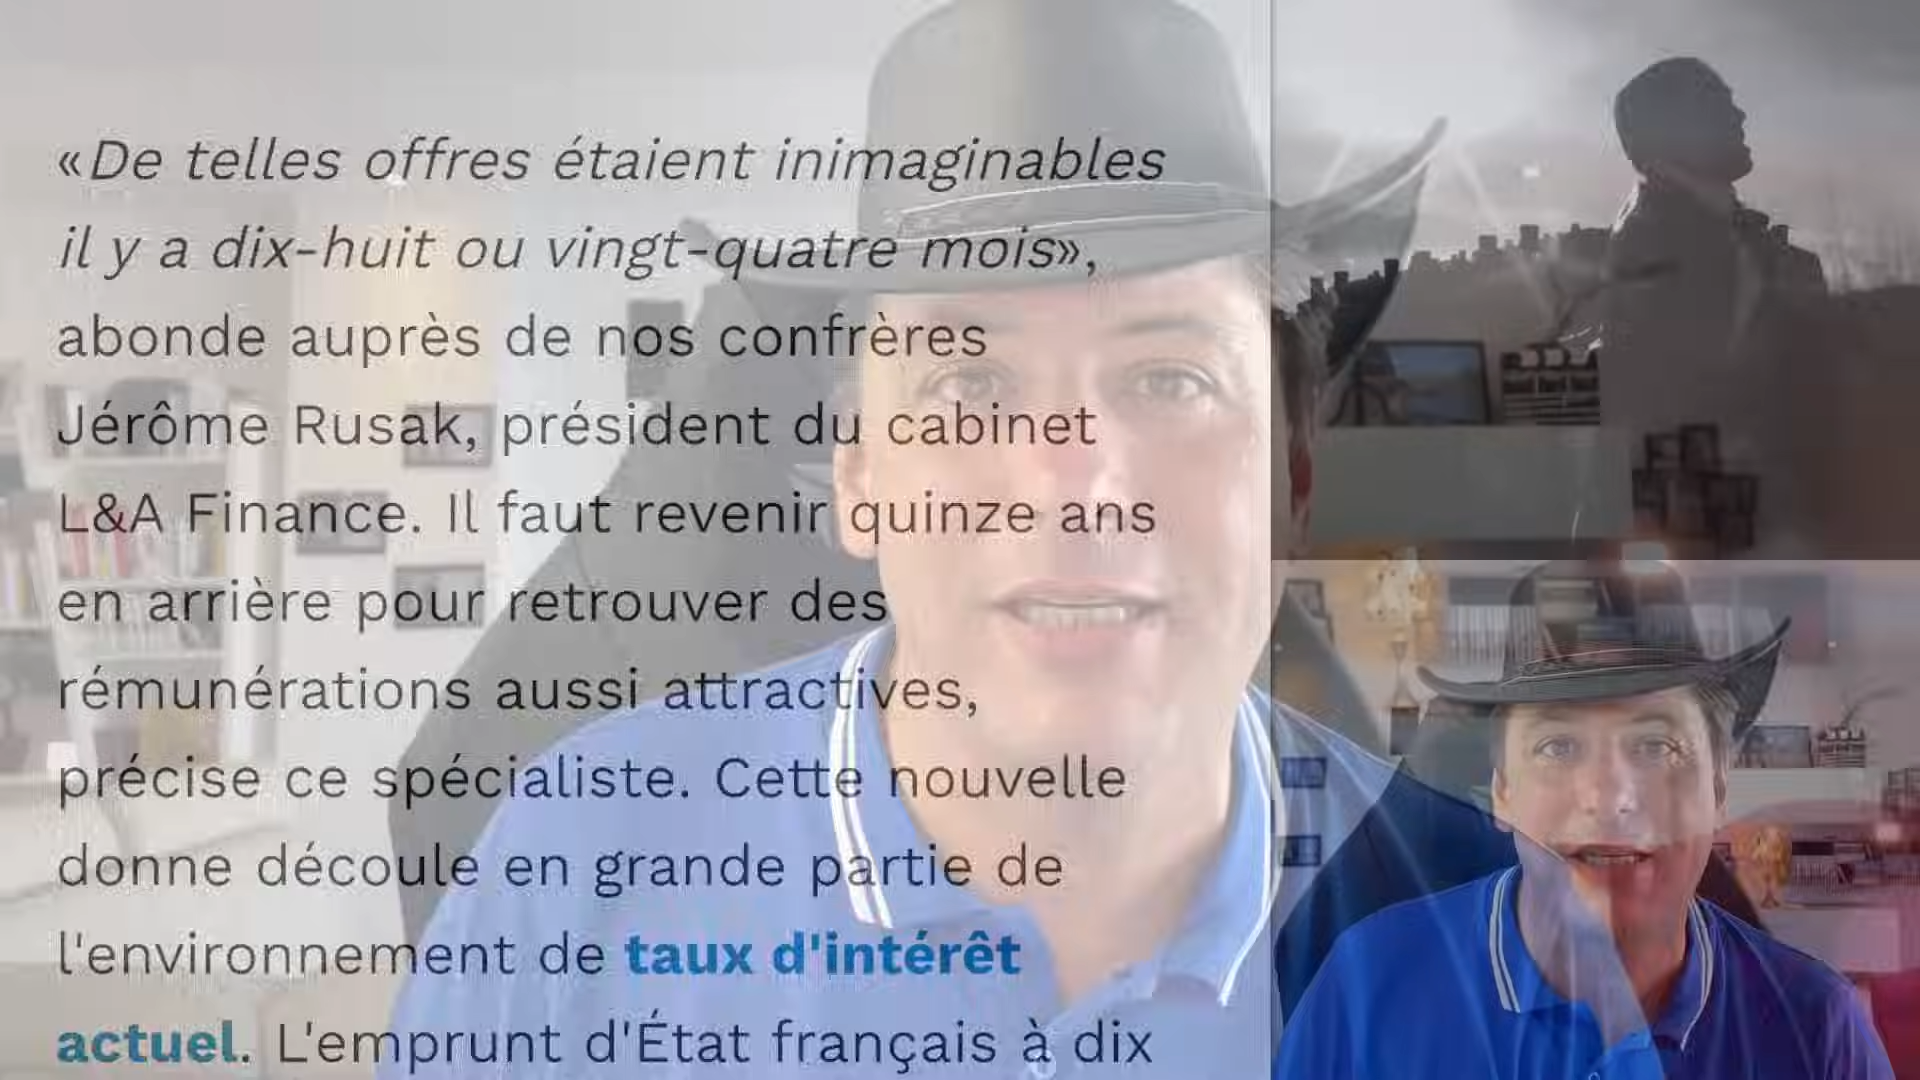 «De telles offres étaient inimaginables
il y a dix-huit ou vingt-quatre mois»,
abonde auprès de nos confrères
Jérôme Rusak, président du cabinet
L&A Finance. Il faut revenir quinze ans
en arrière pour retrouver des
rémunérations aussi attractives,
précise ce spécialiste. Cette nouvelle
donne découle en grande partie de
l'environnement de taux d'intérêt
actuel. L'emprunt d'État français à dix